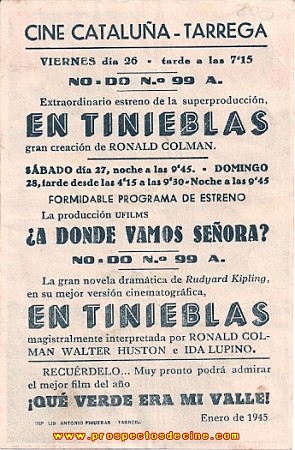 CINE CATALUÑA - TARREGA
VIERNES día 26 - tarde a las 7'15
NO-DO N.º 99 A.
Extraordinario estreno de la superproducción,
EN TINIEBLAS
gran creación de RONALD COLMAN.
SÁBADO día 27, noche a las 9'45. - DOMINGO
28, tarde desde las 4'15 a las 9'30 - Noche a las 9'45
FORMIDABLE PROGRAMA DE ESTRENO
La producción UFILMS
¿A DONDE VAMOS SEÑORA?
NO-DO N.º 99 A.
La gran novela dramática de Rudyard Kipling,
en su mejor versión cinematográfica,
EN TINIEBLAS
magistralmente interpretada por RONALD COL-
MAN WALTER HUSTON e IDA LUPINO.
RECUÉRDELO... Muy pronto podrá admirar
el mejor film del año
¡QUÉ VERDE ERA MI VALLE!
ANTONIO FIGUERAS - TARREGA
Enero de 1945.
www.prospectosdecine.com